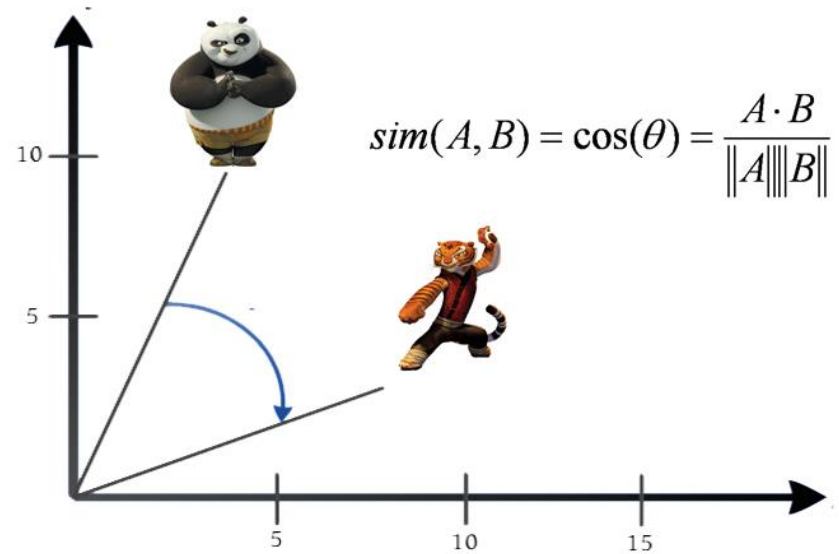 10
sim(A, B) = cos(θ) = A · B / ‖A‖‖B‖
5
5 10 15